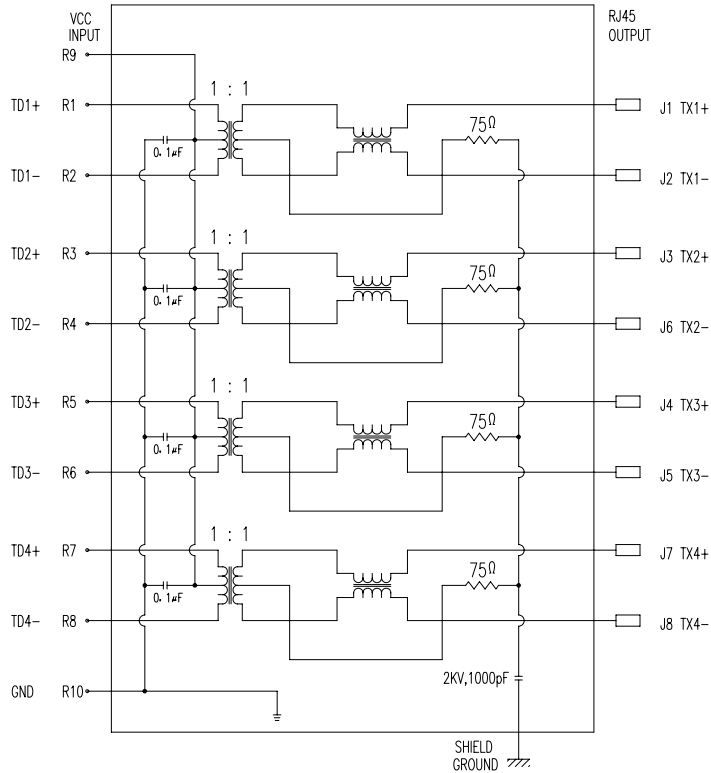 VCC
INPUT
RJ45
OUTPUT
R9
1 : 1
TD1+ R1
J1 TX1+
75Ω
0.1µF
TD1− R2
J2 TX1−
1 : 1
TD2+ R3
J3 TX2+
75Ω
0.1µF
TD2− R4
J6 TX2−
1 : 1
TD3+ R5
J4 TX3+
75Ω
0.1µF
TD3− R6
J5 TX3−
1 : 1
TD4+ R7
J7 TX4+
75Ω
0.1µF
TD4− R8
J8 TX4−
2KV,1000pF
GND R10
SHIELD
GROUND